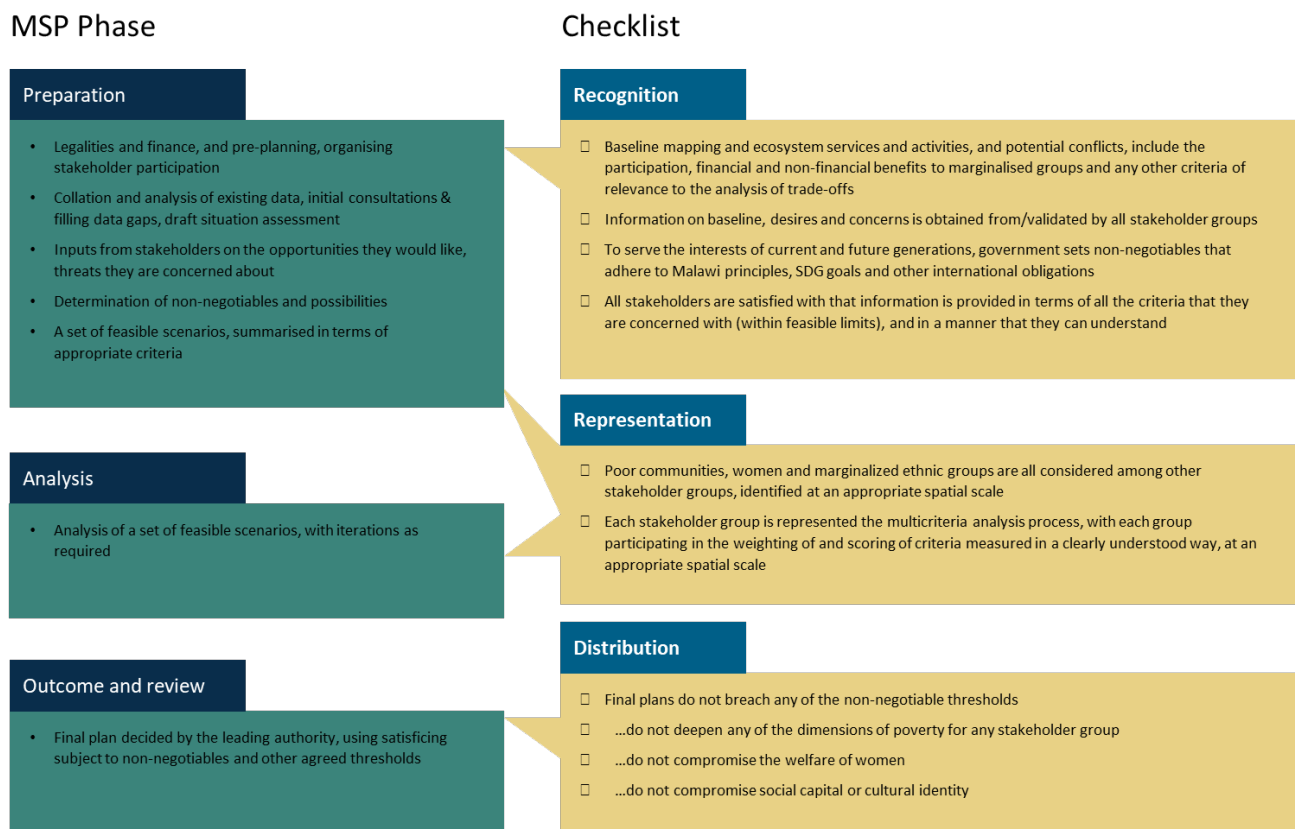 MSP Phase
Preparation
• Legalities and finance, and pre-planning, organising
stakeholder participation
• Collation and analysis of existing data, initial consultations &
filling data gaps, draft situation assessment
• Inputs from stakeholders on the opportunities they would like,
threats they are concerned about
• Determination of non-negotiables and possibilities
• A set of feasible scenarios, summarised in terms of
appropriate criteria
Analysis
• Analysis of a set of feasible scenarios, with iterations as
required
Outcome and review
• Final plan decided by the leading authority, using satisficing
subject to non-negotiables and other agreed thresholds
Checklist
Recognition
☐ Baseline mapping and ecosystem services and activities, and potential conflicts, include the
participation, financial and non-financial benefits to marginalised groups and any other criteria of
relevance to the analysis of trade-offs
☐ Information on baseline, desires and concerns is obtained from/validated by all stakeholder groups
☐ To serve the interests of current and future generations, government sets non-negotiables that
adhere to Malawi principles, SDG goals and other international obligations
☐ All stakeholders are satisfied with that information is provided in terms of all the criteria that they
are concerned with (within feasible limits), and in a manner that they can understand
Representation
☐ Poor communities, women and marginalized ethnic groups are all considered among other
stakeholder groups, identified at an appropriate spatial scale
☐ Each stakeholder group is represented the multicriteria analysis process, with each group
participating in the weighting of and scoring of criteria measured in a clearly understood way, at an
appropriate spatial scale
Distribution
☐ Final plans do not breach any of the non-negotiable thresholds
☐ …do not deepen any of the dimensions of poverty for any stakeholder group
☐ …do not compromise the welfare of women
☐ …do not compromise social capital or cultural identity